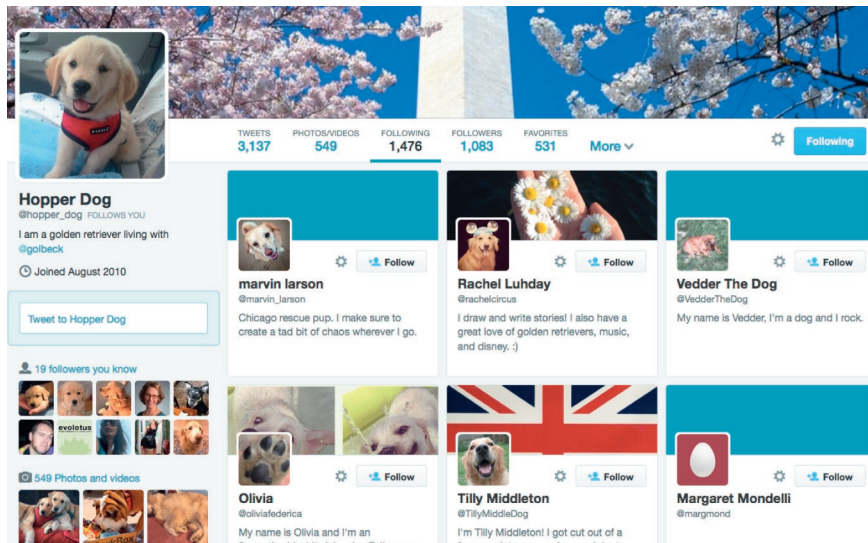 TWEETS PHOTOS/VIDEOS FOLLOWING FOLLOWERS FAVORITES
3,137 549 1,476 1,083 531 More
Following
Hopper Dog
@hopper_dog FOLLOWS YOU
I am a golden retriever living with
@golbeck
Joined August 2010
Tweet to Hopper Dog
19 followers you know
evolotus
549 Photos and videos
Follow
marvin larson
@marvin_larson
Chicago rescue pup. I make sure to
create a tad bit of chaos wherever I go.
Follow
Rachel Luhday
@rachelcircus
I draw and write stories! I also have a
great love of golden retrievers, music,
and disney. :)
Follow
Vedder The Dog
@VedderTheDog
My name is Vedder, I'm a dog and I rock.
Follow
Olivia
@oliviafederica
My name is Olivia and I'm an
Follow
Tilly Middleton
@TillyMiddleDog
I'm Tilly Middleton! I got cut out of a
Follow
Margaret Mondelli
@margmond